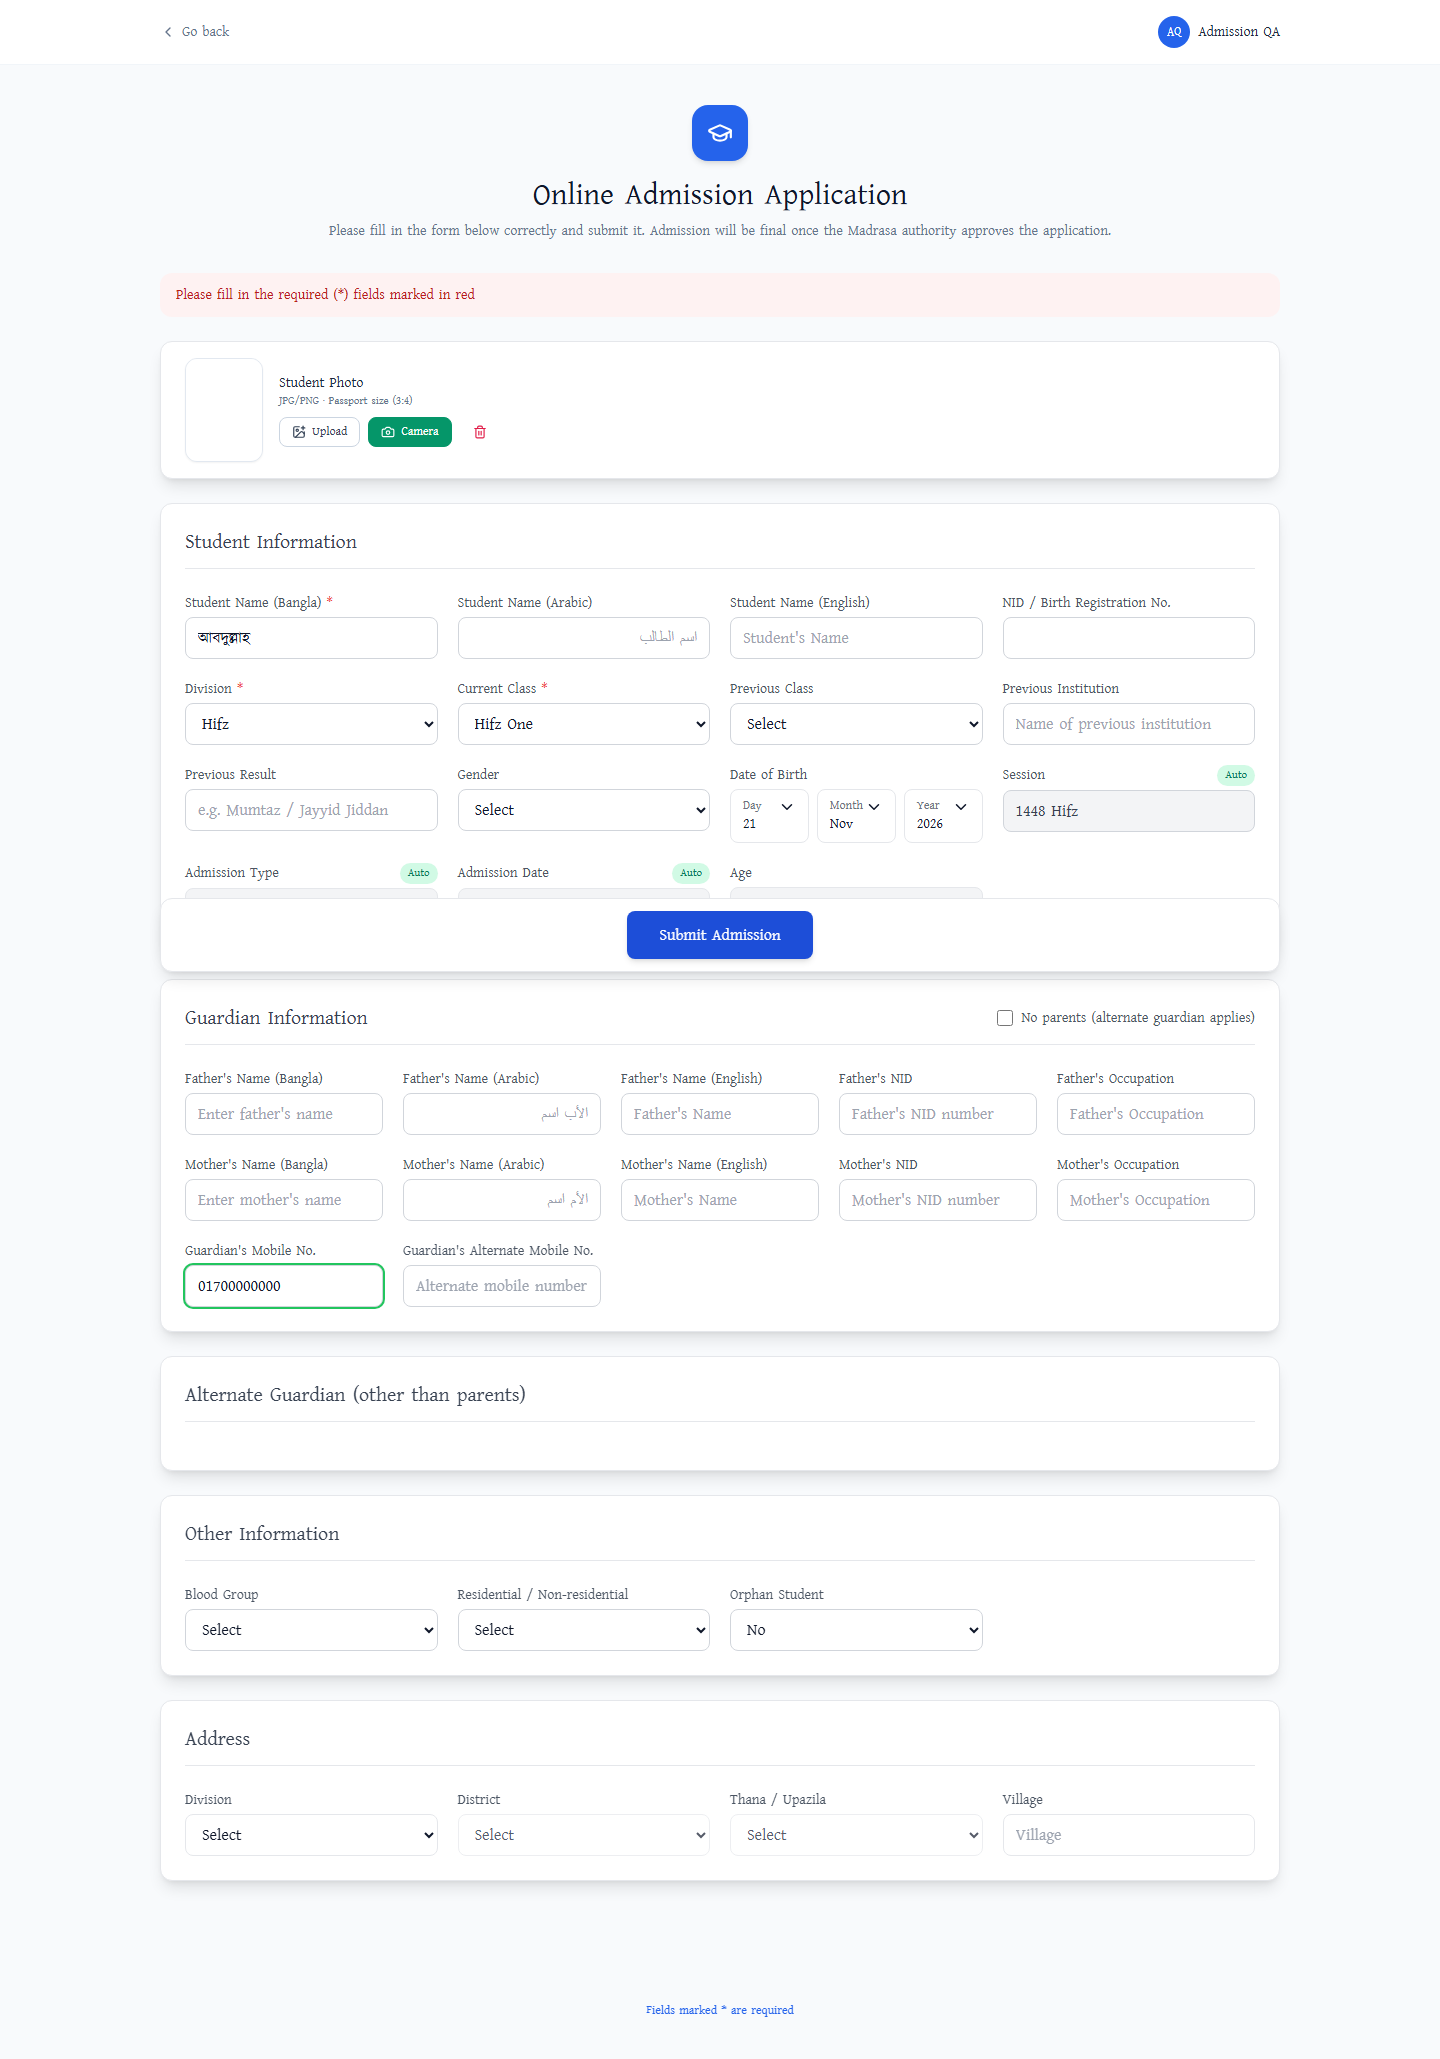 Go back
AQ Admission QA
Online Admission Application
Please fill in the form below correctly and submit it. Admission will be final once the Madrasa authority approves the application.
Please fill in the required (*) fields marked in red
Student Photo
JPG/PNG · Passport size (3:4)
Upload Camera
Student Information
Student Name (Bangla) * Student Name (Arabic) Student Name (English) NID / Birth Registration No.
আবদুল্লাহ اسم الطالب Student's Name
Division * Current Class * Previous Class Previous Institution
Hifz Hifz One Select Name of previous institution
Previous Result Gender Date of Birth Session Auto
e.g. Mumtaz / Jayyid Jiddan Select Day Month Year 1448 Hifz
21 Nov 2026
Admission Type Auto Admission Date Auto Age
Submit Admission
Guardian Information No parents (alternate guardian applies)
Father's Name (Bangla) Father's Name (Arabic) Father's Name (English) Father's NID Father's Occupation
Enter father's name الأب اسم Father's Name Father's NID number Father's Occupation
Mother's Name (Bangla) Mother's Name (Arabic) Mother's Name (English) Mother's NID Mother's Occupation
Enter mother's name الأم اسم Mother's Name Mother's NID number Mother's Occupation
Guardian's Mobile No. Guardian's Alternate Mobile No.
01700000000 Alternate mobile number
Alternate Guardian (other than parents)
Other Information
Blood Group Residential / Non-residential Orphan Student
Select Select No
Address
Division District Thana / Upazila Village
Select Select Select Village
Fields marked * are required